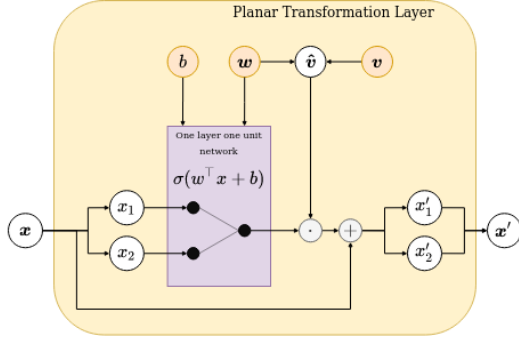 Planar Transformation Layer
b
w
v̂
v
One layer one unit
network
σ(w⊤x + b)
x
x₁
x₂
·
+
x′₁
x′₂
x′